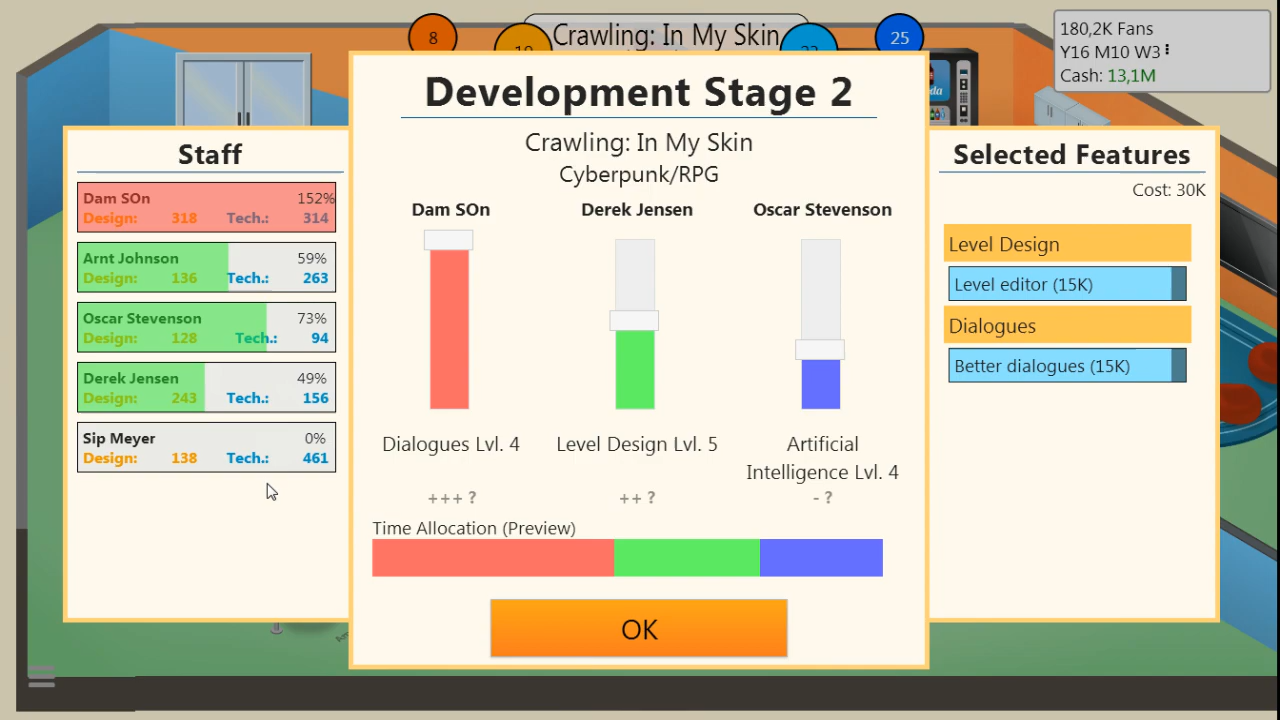 8
Crawling: In My Skin
25
180,2K Fans
Y16 M10 W3
Cash: 13,1M
Development Stage 2
Crawling: In My Skin
Cyberpunk/RPG
Staff
Dam SOn 152%
Design: 318 Tech.: 314
Arnt Johnson 59%
Design: 136 Tech.: 263
Oscar Stevenson 73%
Design: 128 Tech.: 94
Derek Jensen 49%
Design: 243 Tech.: 156
Sip Meyer 0%
Design: 138 Tech.: 461
Dam SOn
Derek Jensen
Oscar Stevenson
Dialogues Lvl. 4
Level Design Lvl. 5
Artificial
Intelligence Lvl. 4
+++ ?
++ ?
- ?
Time Allocation (Preview)
OK
Selected Features
Cost: 30K
Level Design
Level editor (15K)
Dialogues
Better dialogues (15K)